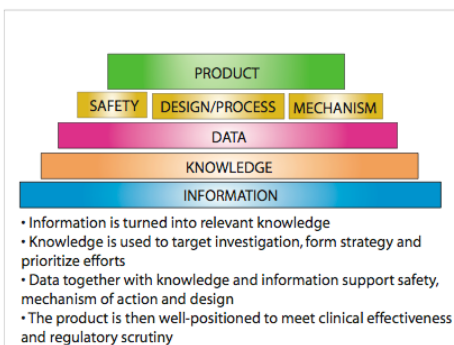 PRODUCT
SAFETY DESIGN/PROCESS MECHANISM
DATA
KNOWLEDGE
INFORMATION
• Information is turned into relevant knowledge
• Knowledge is used to target investigation, form strategy and
prioritize efforts
• Data together with knowledge and information support safety,
mechanism of action and design
• The product is then well-positioned to meet clinical effectiveness
and regulatory scrutiny